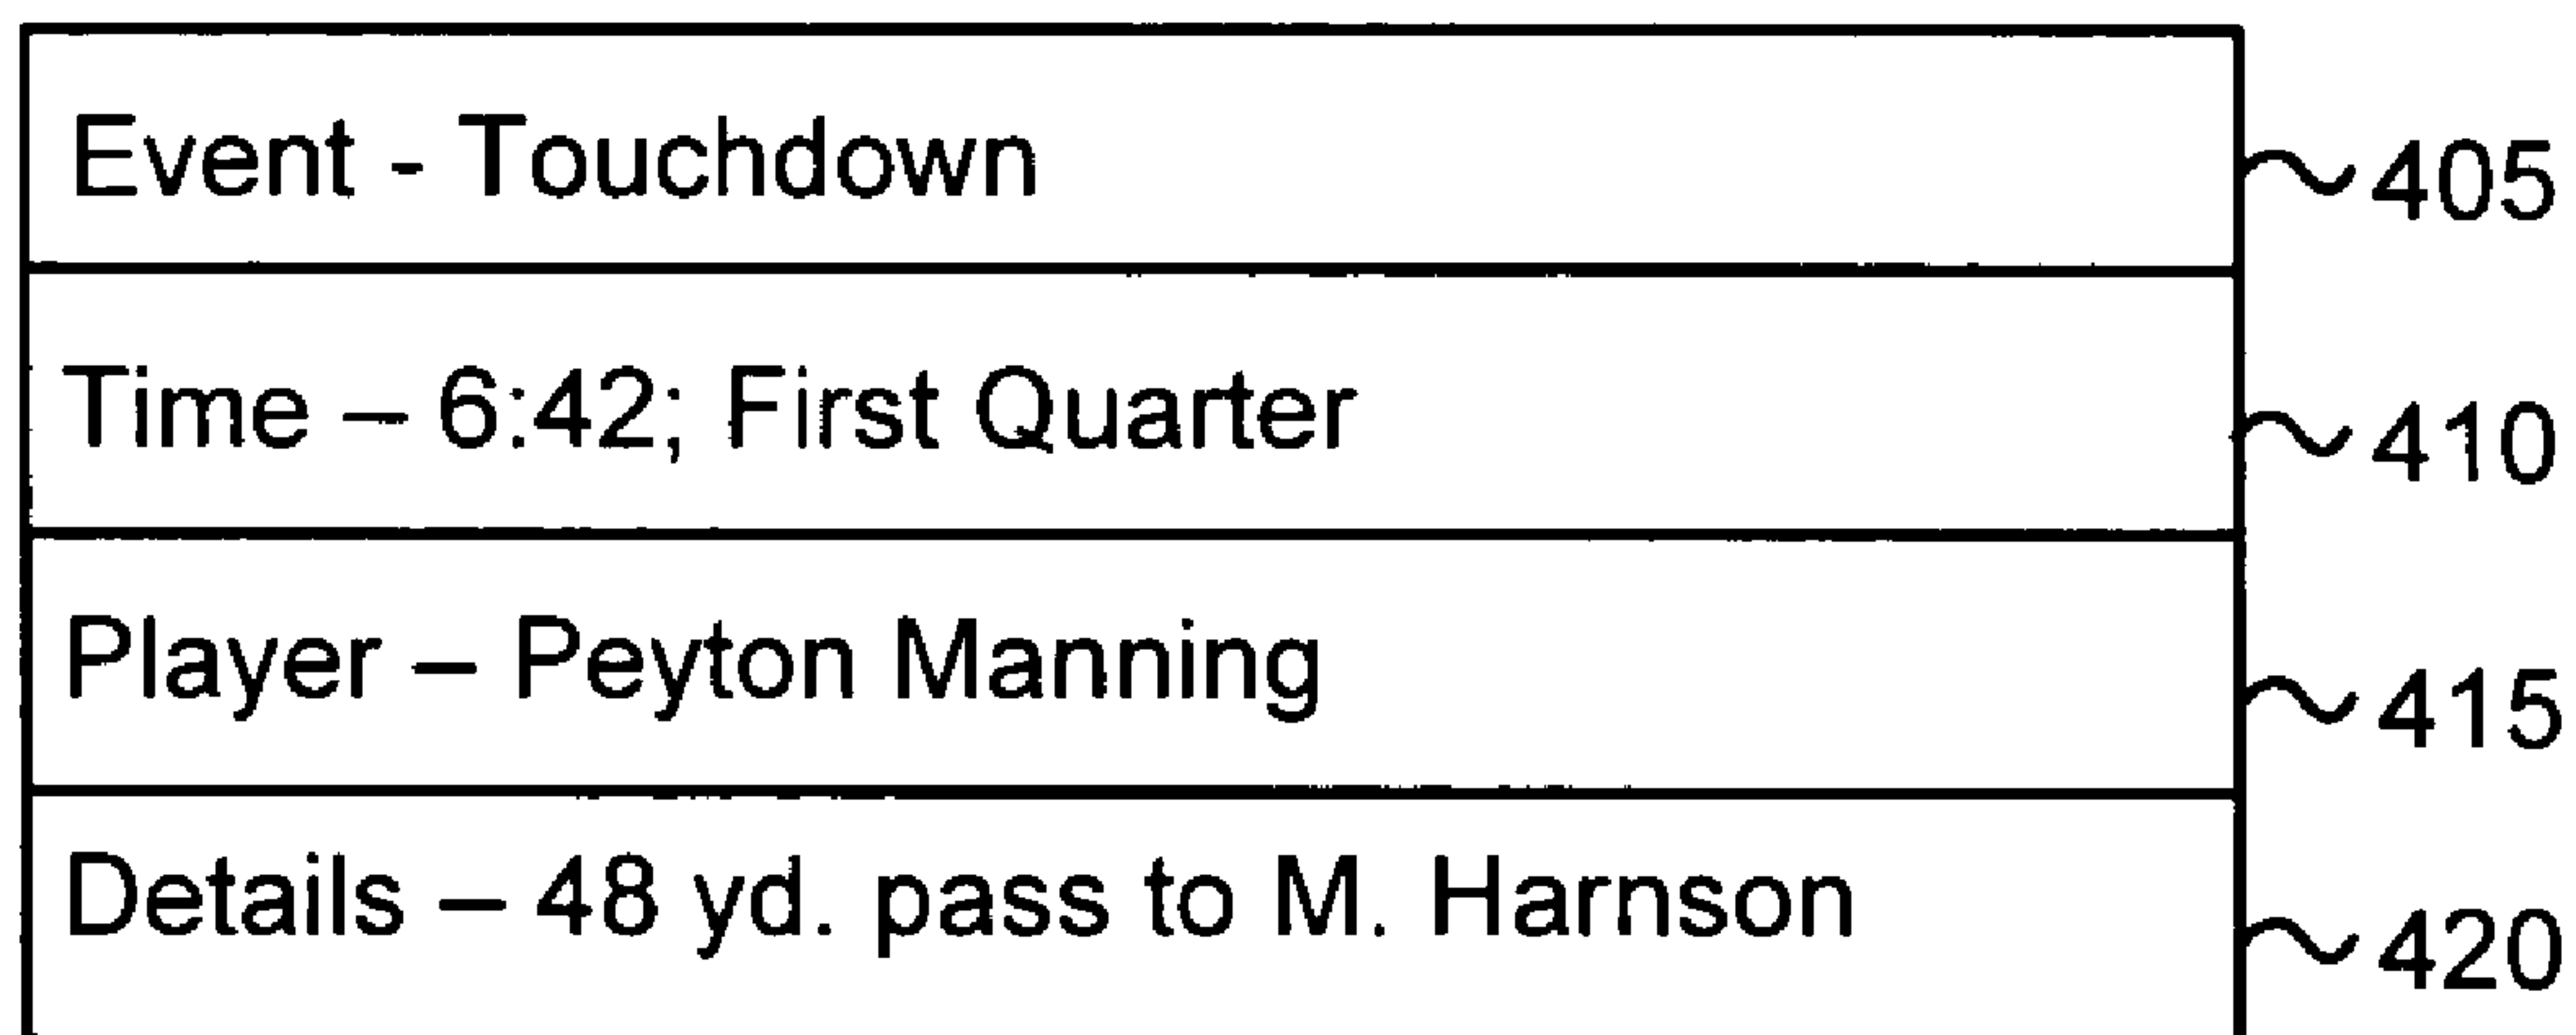 Event - Touchdown 405
Time – 6:42; First Quarter 410
Player – Peyton Manning 415
Details – 48 yd. pass to M. Harnson 420